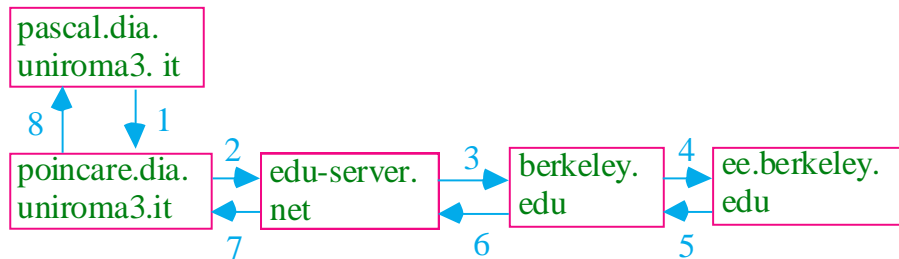 pascal.dia.
uniroma3. it
8
1
poincare.dia.
uniroma3.it
2
7
edu-server.
net
3
6
berkeley.
edu
4
5
ee.berkeley.
edu